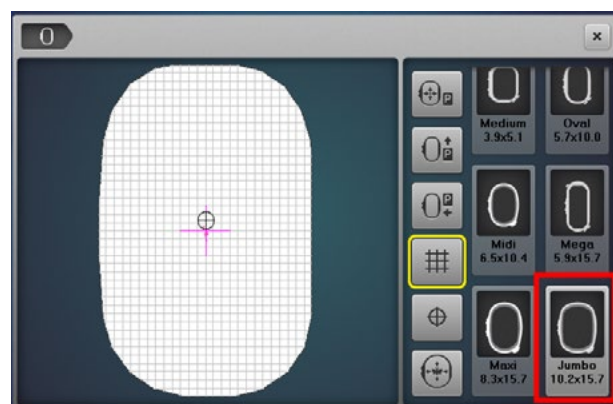 Medium
3.9x5.1
Oval
5.7x10.0
Midi
6.5x10.4
Mega
5.9x15.7
Maxi
8.3x15.7
Jumbo
10.2x15.7
P
P
P